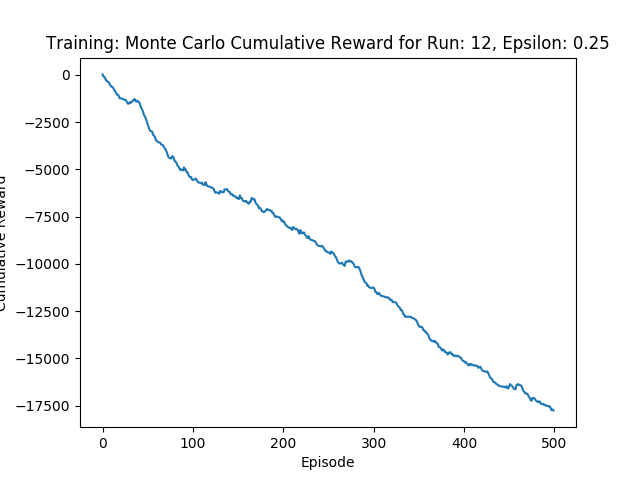 Training: Monte Carlo Cumulative Reward for Run: 12, Epsilon: 0.25
Cumulative Reward
0
−2500
−5000
−7500
−10000
−12500
−15000
−17500
0 100 200 300 400 500
Episode